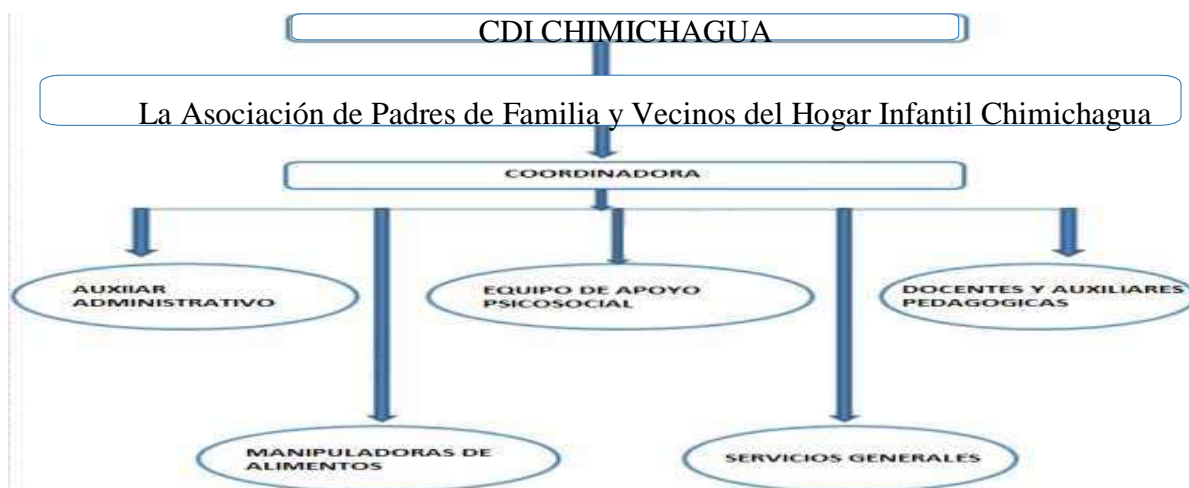 CDI CHIMICHAGUA
La Asociación de Padres de Familia y Vecinos del Hogar Infantil Chimichagua
COORDINADORA
AUXIIAR
ADMINISTRATIVO
EQUIPO DE APOYO
PSICOSOCIAL
DOCENTES Y AUXILIARES
PEDAGOGICAS
MANIPULADORAS DE
ALIMENTOS
SERVICIOS GENERALES